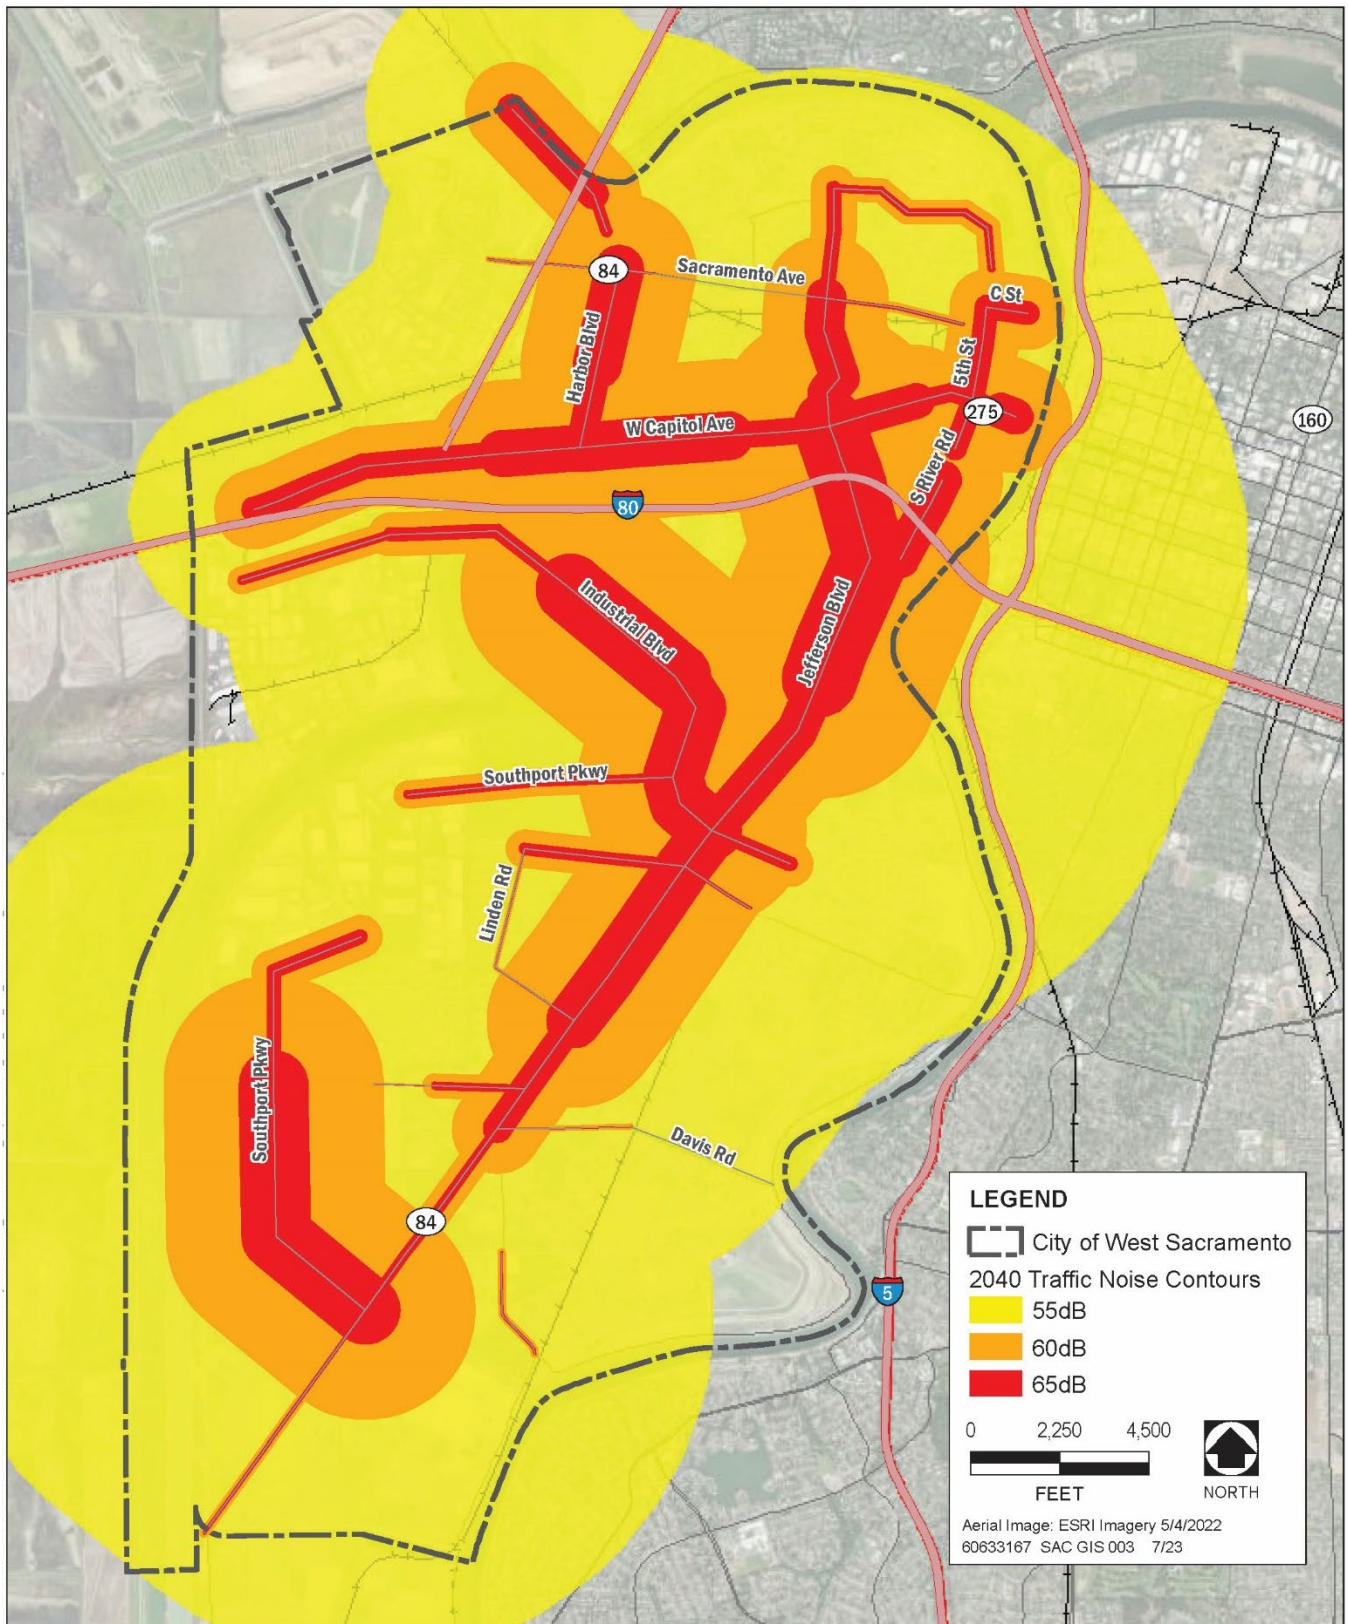 84
Sacramento Ave
C St
Harbor Blvd
5th St
275
160
W Capitol Ave
S River Rd
80
Industrial Blvd
Jefferson Blvd
Southport Pkwy
Linden Rd
Southport Pkwy
Davis Rd
84
5
LEGEND
City of West Sacramento
2040 Traffic Noise Contours
55dB
60dB
65dB
0 2,250 4,500
FEET
NORTH
Aerial Image: ESRI Imagery 5/4/2022
60633167 SAC GIS 003 7/23